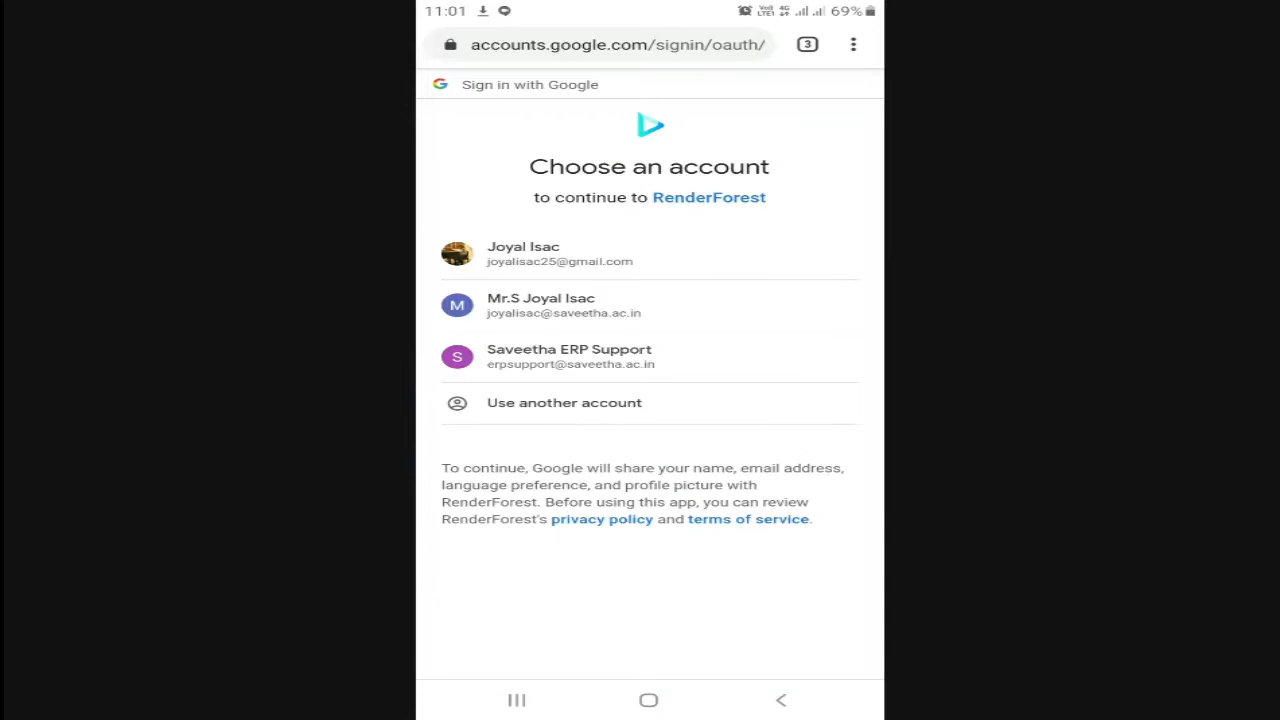 11:01 69%
accounts.google.com/signin/oauth/ 3
Sign in with Google
Choose an account
to continue to RenderForest
Joyal Isac
joyalisac25@gmail.com
M
Mr.S Joyal Isac
joyalisac@saveetha.ac.in
S
Saveetha ERP Support
erpsupport@saveetha.ac.in
Use another account
To continue, Google will share your name, email address,
language preference, and profile picture with
RenderForest. Before using this app, you can review
RenderForest's privacy policy and terms of service.